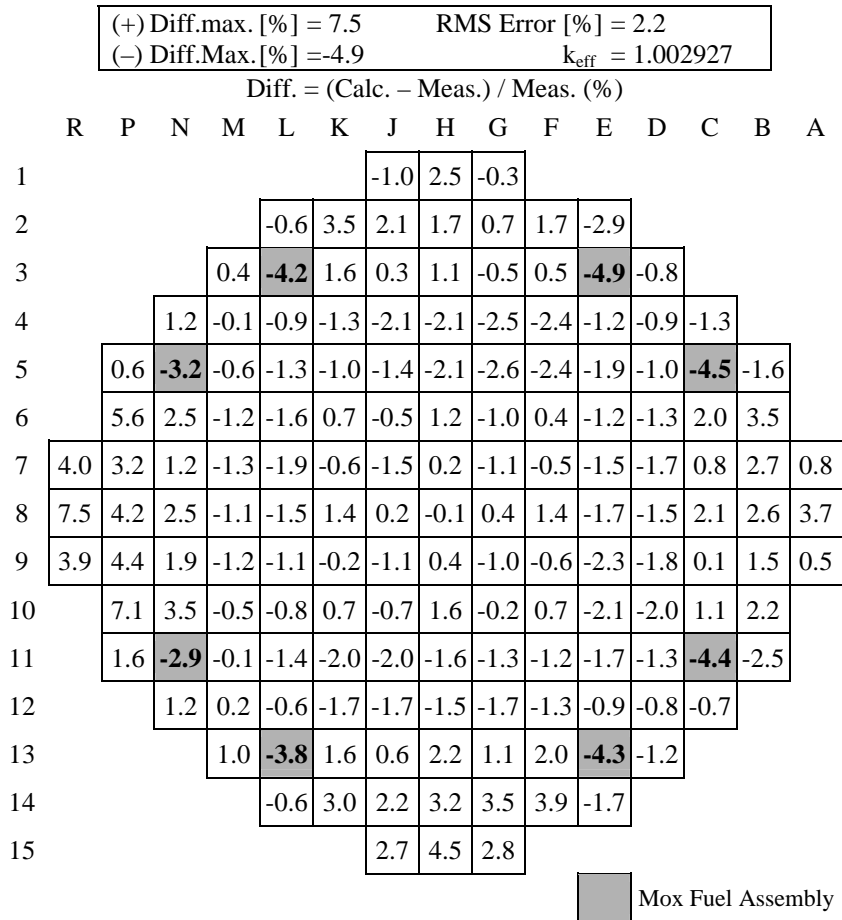 (+) Diff.max. [%] = 7.5 RMS Error [%] = 2.2
(–) Diff.Max.[%] =-4.9 keff = 1.002927
Diff. = (Calc. – Meas.) / Meas. (%)
R P N M L K J H G F E D C B A
1 -1.0 2.5 -0.3
2 -0.6 3.5 2.1 1.7 0.7 1.7 -2.9
3 0.4 -4.2 1.6 0.3 1.1 -0.5 0.5 -4.9 -0.8
4 1.2 -0.1 -0.9 -1.3 -2.1 -2.1 -2.5 -2.4 -1.2 -0.9 -1.3
5 0.6 -3.2 -0.6 -1.3 -1.0 -1.4 -2.1 -2.6 -2.4 -1.9 -1.0 -4.5 -1.6
6 5.6 2.5 -1.2 -1.6 0.7 -0.5 1.2 -1.0 0.4 -1.2 -1.3 2.0 3.5
7 4.0 3.2 1.2 -1.3 -1.9 -0.6 -1.5 0.2 -1.1 -0.5 -1.5 -1.7 0.8 2.7 0.8
8 7.5 4.2 2.5 -1.1 -1.5 1.4 0.2 -0.1 0.4 1.4 -1.7 -1.5 2.1 2.6 3.7
9 3.9 4.4 1.9 -1.2 -1.1 -0.2 -1.1 0.4 -1.0 -0.6 -2.3 -1.8 0.1 1.5 0.5
10 7.1 3.5 -0.5 -0.8 0.7 -0.7 1.6 -0.2 0.7 -2.1 -2.0 1.1 2.2
11 1.6 -2.9 -0.1 -1.4 -2.0 -2.0 -1.6 -1.3 -1.2 -1.7 -1.3 -4.4 -2.5
12 1.2 0.2 -0.6 -1.7 -1.7 -1.5 -1.7 -1.3 -0.9 -0.8 -0.7
13 1.0 -3.8 1.6 0.6 2.2 1.1 2.0 -4.3 -1.2
14 -0.6 3.0 2.2 3.2 3.5 3.9 -1.7
15 2.7 4.5 2.8
Mox Fuel Assembly